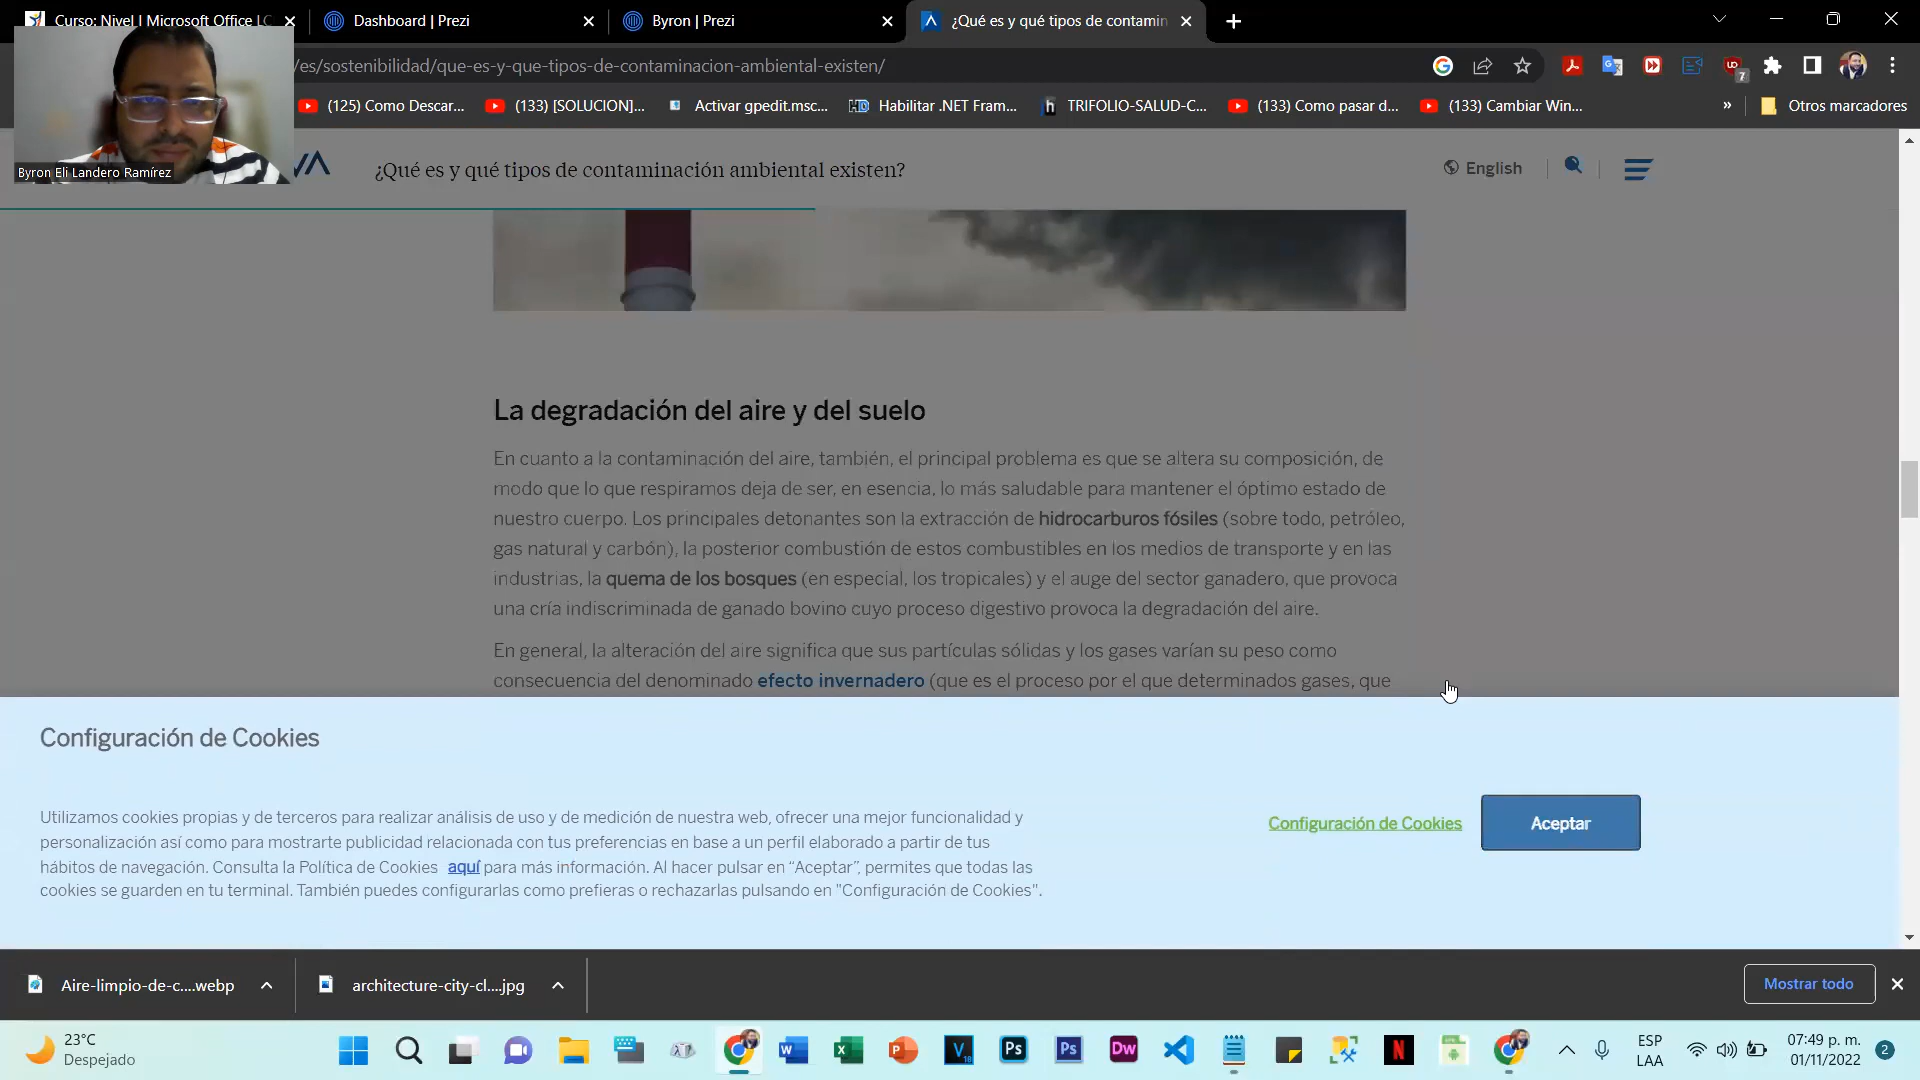 Curso: Nivel I Microsoft Office | C
Dashboard | Prezi
Byron | Prezi
¿Qué es y qué tipos de contamin
/es/sostenibilidad/que-es-y-que-tipos-de-contaminacion-ambiental-existen/
7
(125) Como Descar...
(133) [SOLUCION]...
Activar gpedit.msc...
Habilitar .NET Fram...
TRIFOLIO-SALUD-C...
(133) Como pasar d...
(133) Cambiar Win...
»
Otros marcadores
Byron Eli Landero Ramírez
VA
¿Qué es y qué tipos de contaminación ambiental existen?
English
La degradación del aire y del suelo
En cuanto a la contaminación del aire, también, el principal problema es que se altera su composición, de
modo que lo que respiramos deja de ser, en esencia, lo más saludable para mantener el óptimo estado de
nuestro cuerpo. Los principales detonantes son la extracción de hidrocarburos fósiles (sobre todo, petróleo,
gas natural y carbón), la posterior combustión de estos combustibles en los medios de transporte y en las
industrias, la quema de los bosques (en especial, los tropicales) y el auge del sector ganadero, que provoca
una cría indiscriminada de ganado bovino cuyo proceso digestivo provoca la degradación del aire.
En general, la alteración del aire significa que sus partículas sólidas y los gases varían su peso como
consecuencia del denominado efecto invernadero (que es el proceso por el que determinados gases, que
Configuración de Cookies
Utilizamos cookies propias y de terceros para realizar análisis de uso y de medición de nuestra web, ofrecer una mejor funcionalidad y
personalización así como para mostrarte publicidad relacionada con tus preferencias en base a un perfil elaborado a partir de tus
hábitos de navegación. Consulta la Política de Cookies aquí para más información. Al hacer pulsar en “Aceptar”, permites que todas las
cookies se guarden en tu terminal. También puedes configurarlas como prefieras o rechazarlas pulsando en "Configuración de Cookies".
Configuración de Cookies
Aceptar
Aire-limpio-de-c....webp
architecture-city-cl....jpg
Mostrar todo
23°C
Despejado
Ps
Ps
Dw
N
ESP
LAA
07:49 p. m.
01/11/2022
2